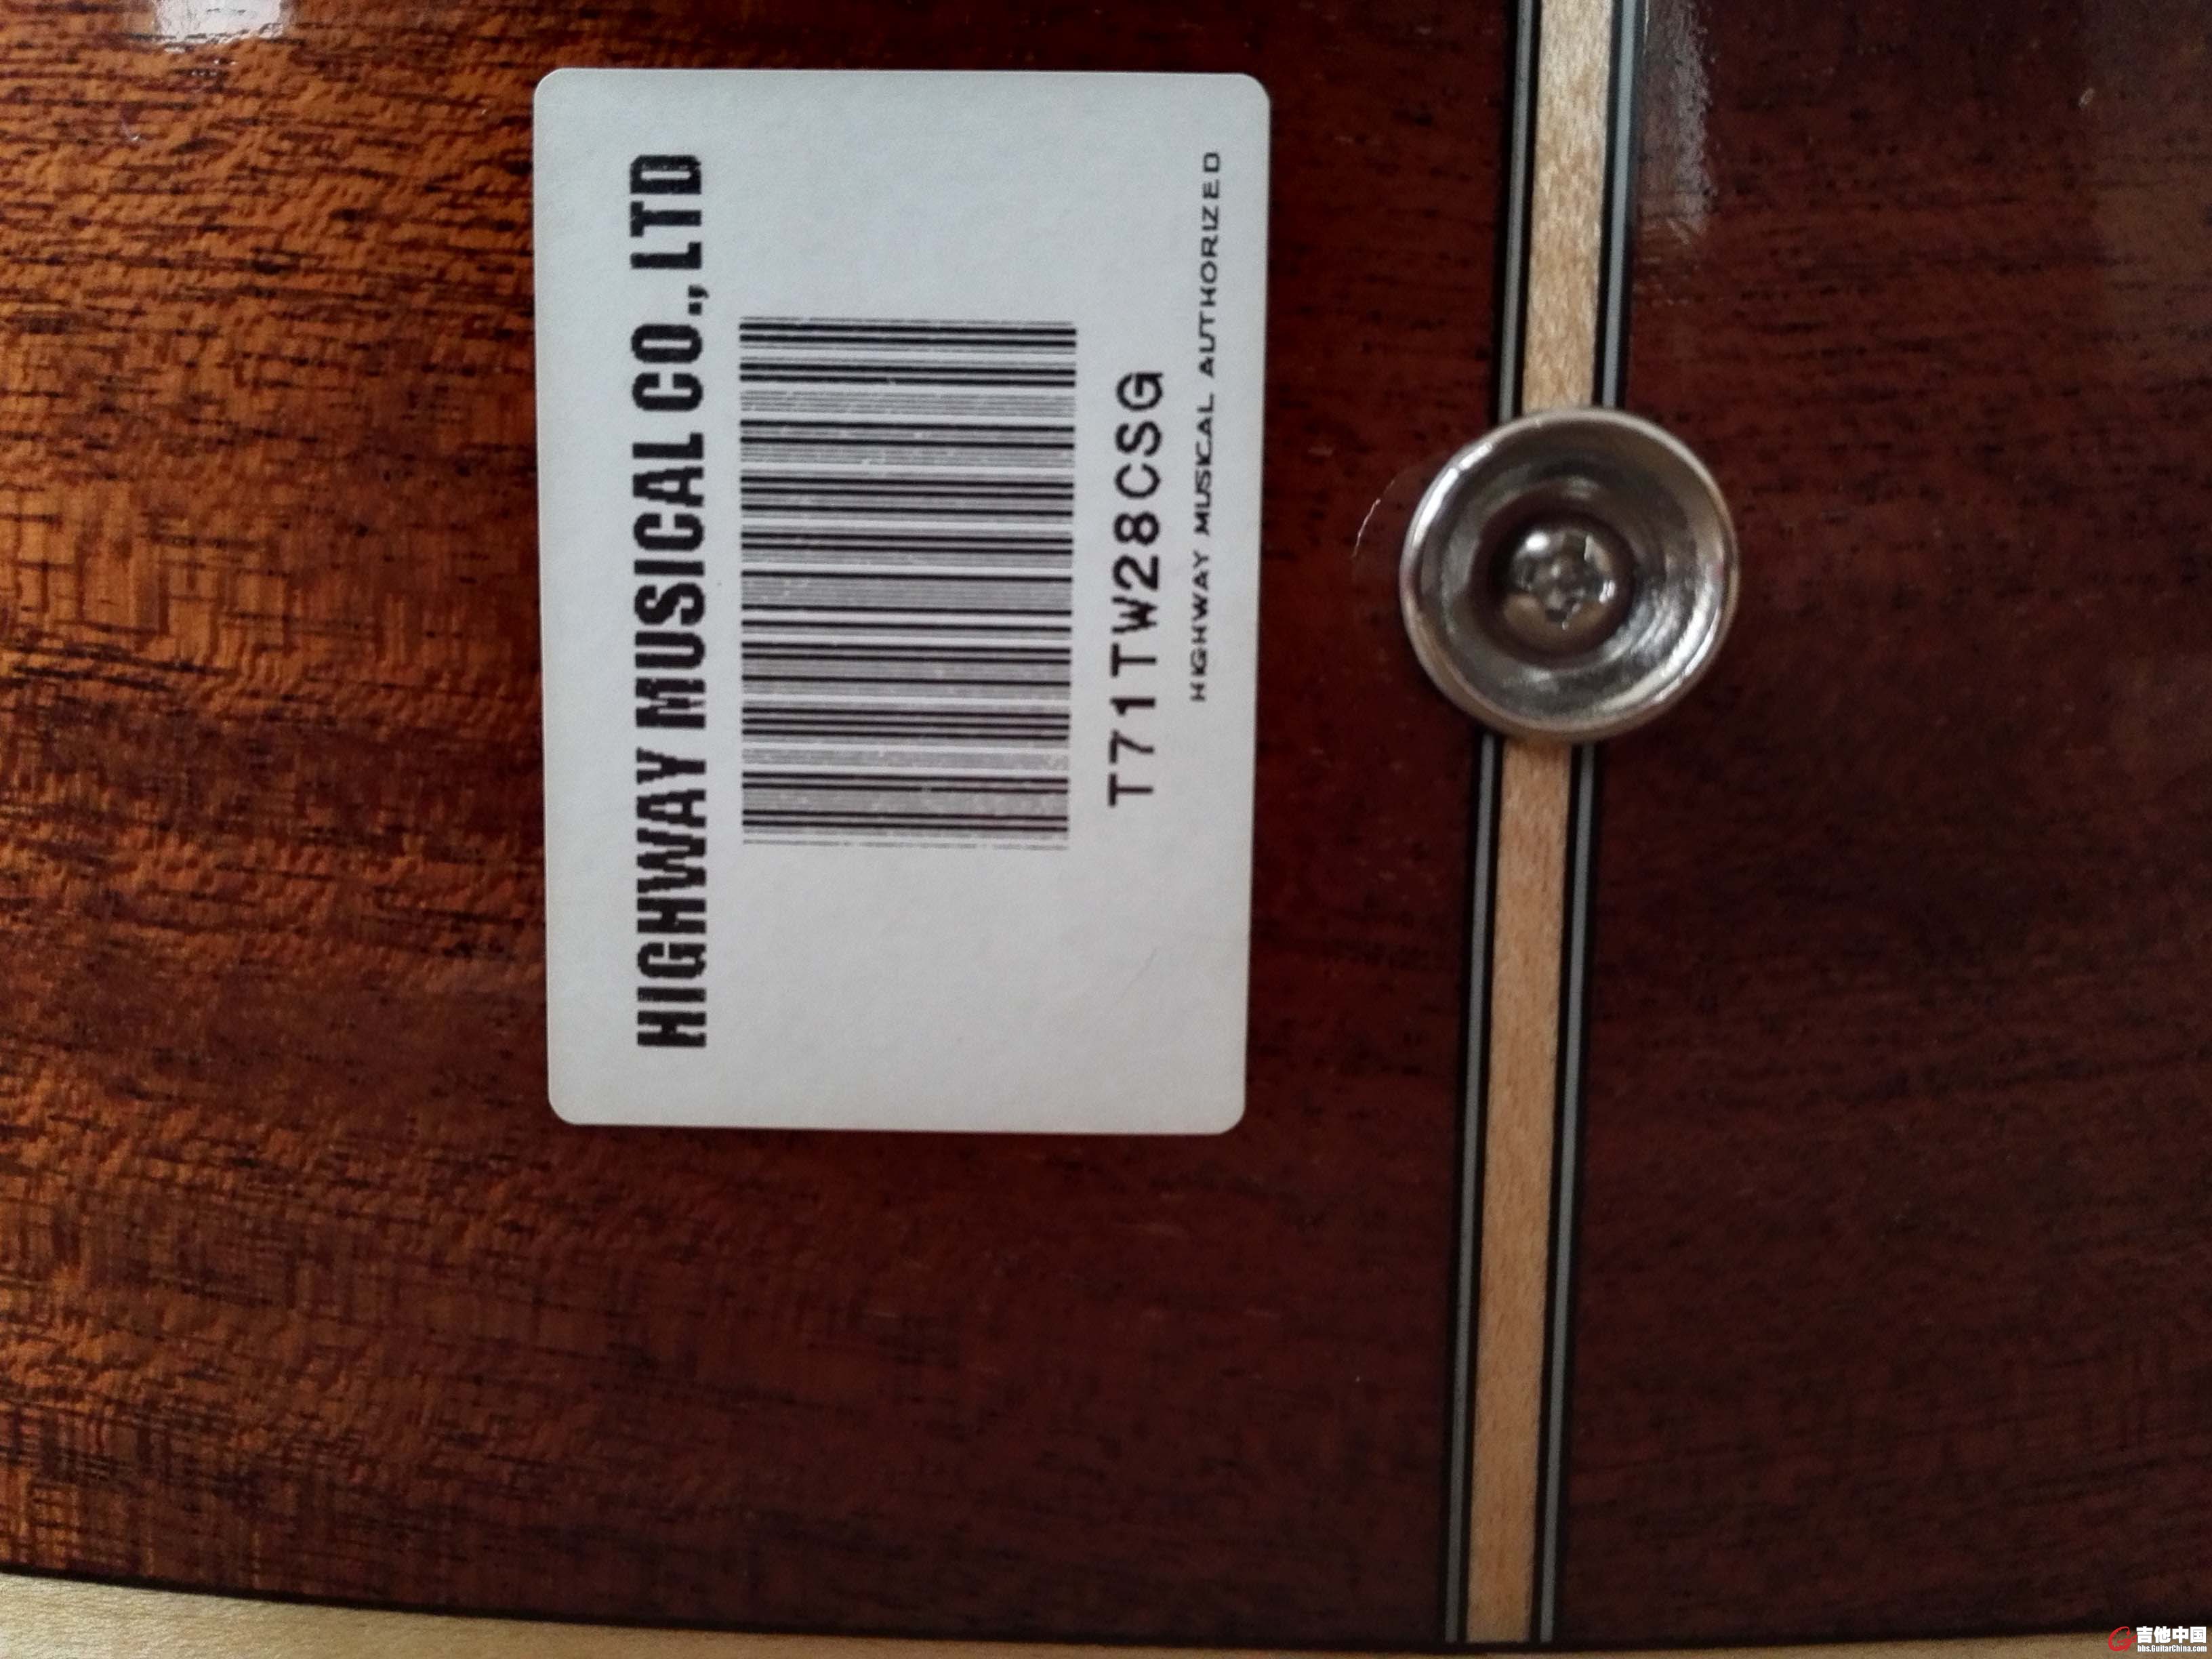 HIGHWAY MUSICAL CO.,LTD
T71TW28CSG
HIGHWAY MUSICAL AUTHORIZED
吉他中国
bbs.GuitarChina.com